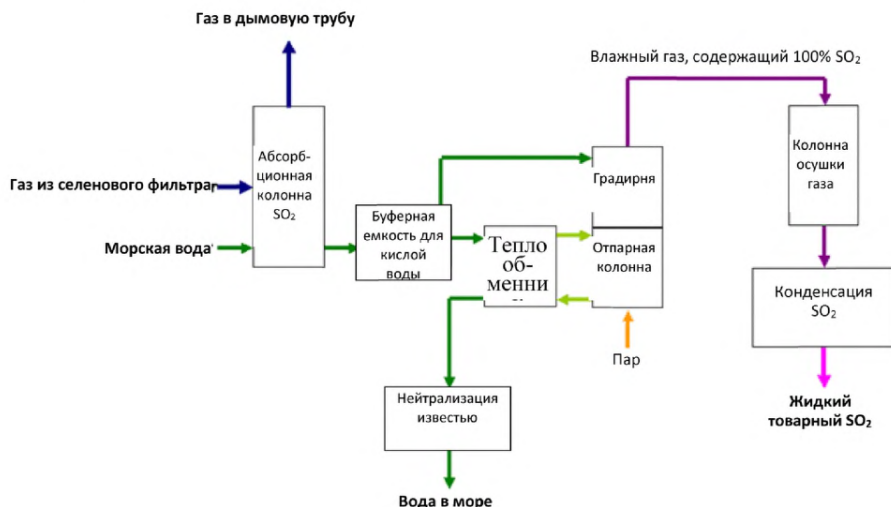 Газ в дымовую трубу
Влажный газ, содержащий 100% SO₂
Абсорб-
ционная
колонна
SO₂
Колонна
осушки
газа
Градирня
Газ из селенового фильтра
Буферная
емкость для
кислой
воды
Морская вода
Тепло
об-
менни
Отпарная
колонна
Конденсация
SO₂
Пар
Нейтрализация
известью
Жидкий
товарный SO₂
Вода в море